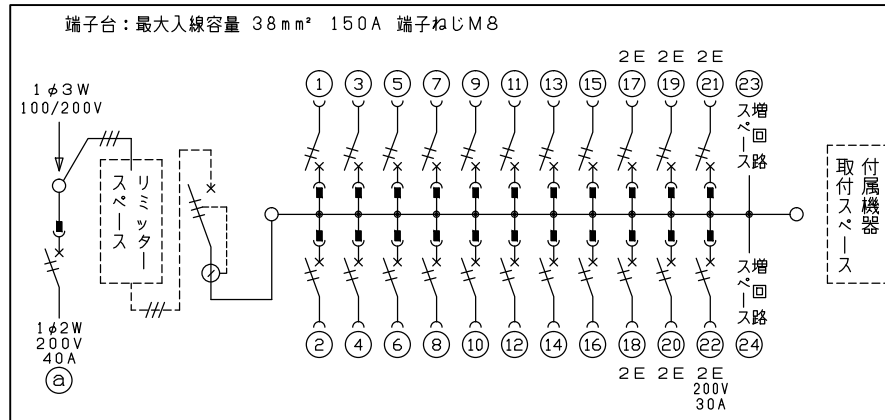 端子台：最大入線容量 38mm² 150A 端子ねじM8
1φ3W
100/200V
リミッター
スペース
1φ2W
200V
40A
a
2E 2E 2E
1 3 5 7 9 11 13 15 17 19 21 23
増回路
スペース
増回路
スペース
2 4 6 8 10 12 14 16 18 20 22 24
2E 2E 2E
200V
30A
付属機器
取付スペース